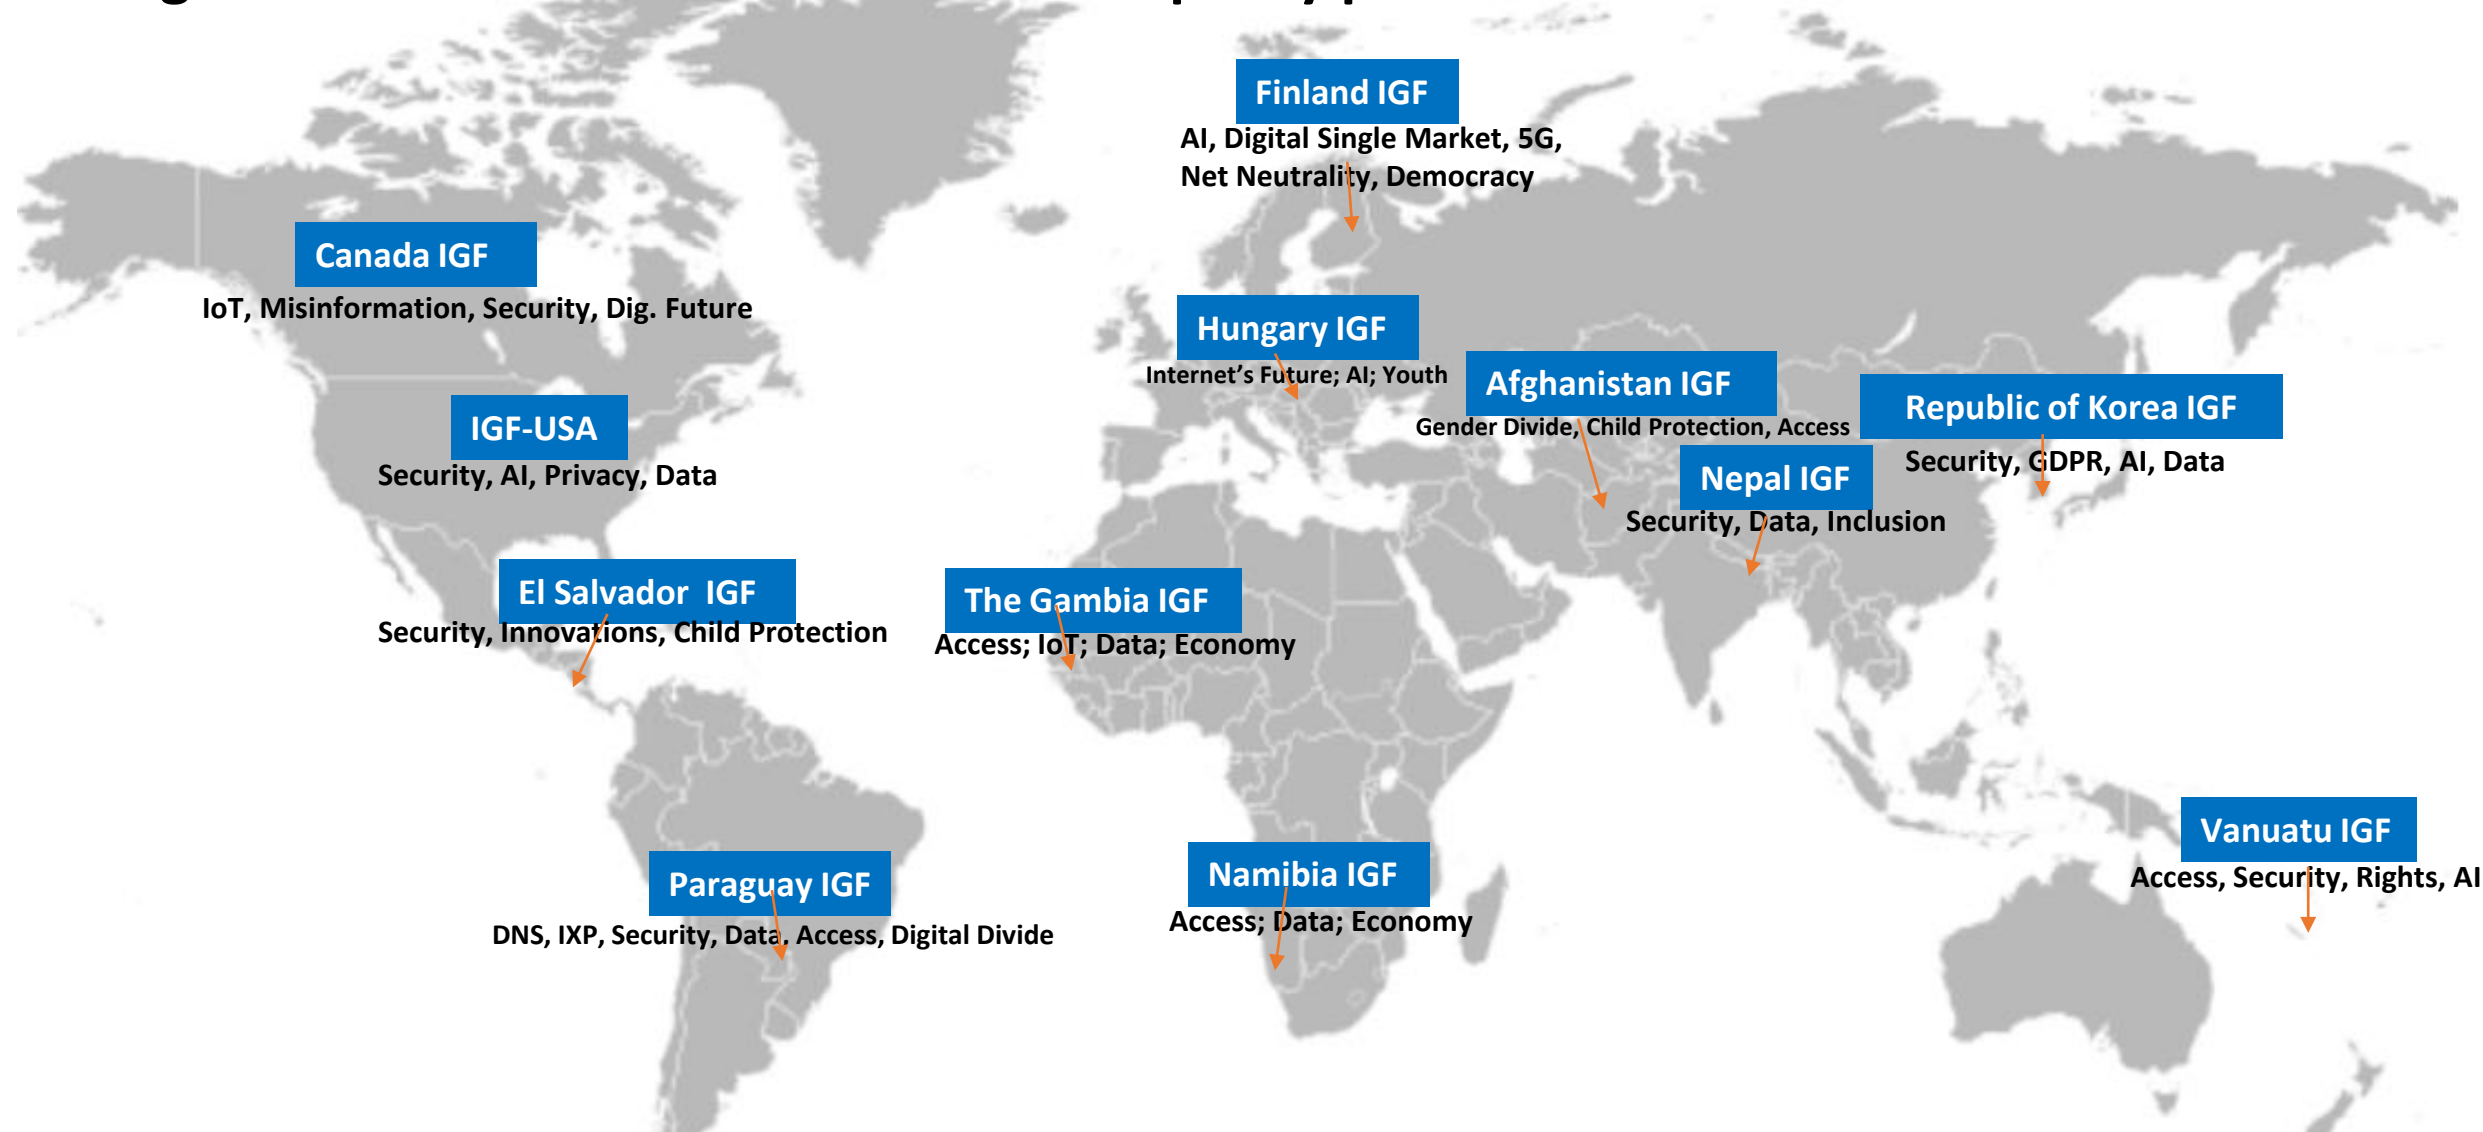 Finland IGF
AI, Digital Single Market, 5G,
Net Neutrality, Democracy
Canada IGF
IoT, Misinformation, Security, Dig. Future
Hungary IGF
Internet's Future; AI; Youth
Afghanistan IGF
Gender Divide, Child Protection, Access
Republic of Korea IGF
Security, GDPR, AI, Data
IGF-USA
Security, AI, Privacy, Data
Nepal IGF
Security, Data, Inclusion
El Salvador  IGF
Security, Innovations, Child Protection
The Gambia IGF
Access; IoT; Data; Economy
Vanuatu IGF
Access, Security, Rights, AI
Paraguay IGF
DNS, IXP, Security, Data, Access, Digital Divide
Namibia IGF
Access; Data; Economy